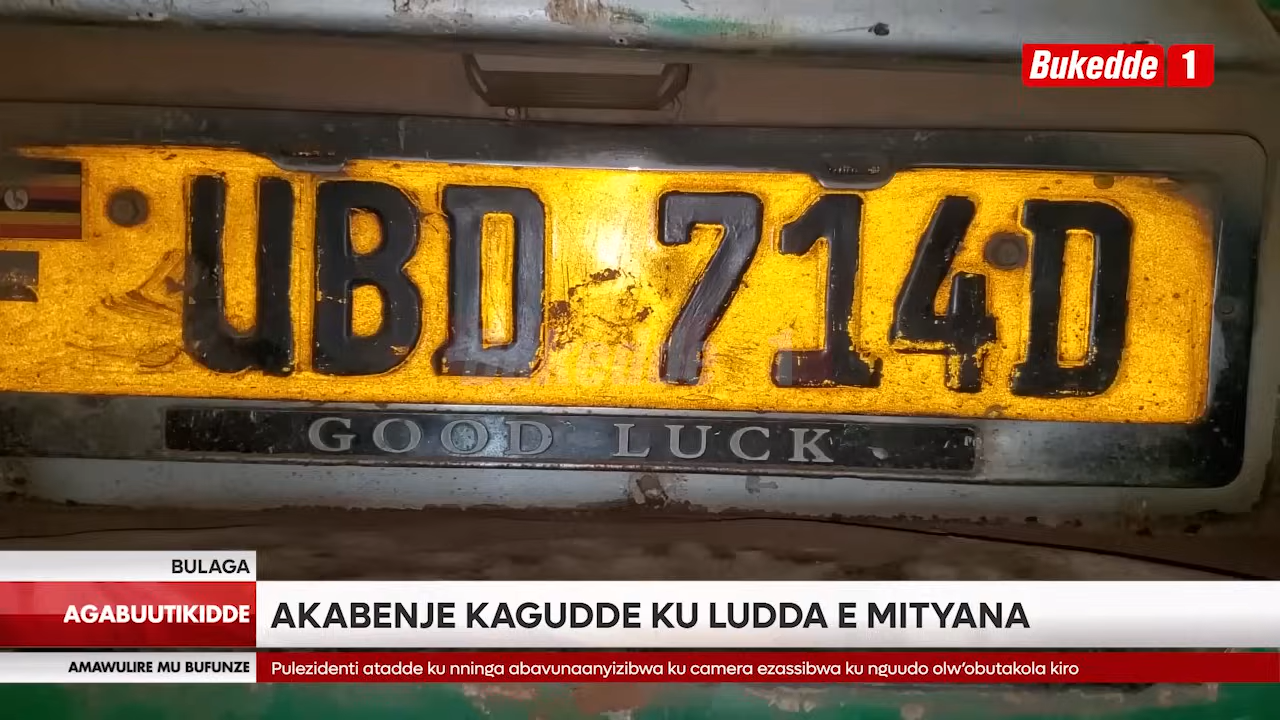 Bukedde 1
UBD 714D
GOOD LUCK
BULAGA
AGABUUTIKIDDE
AKABENJE KAGUDDE KU LUDDA E MITYANA
AMAWULIRE MU BUFUNZE
Pulezidenti atadde ku nninga abavunaanyizibwa ku camera ezassibwa ku nguudo olw’obutakola kiro